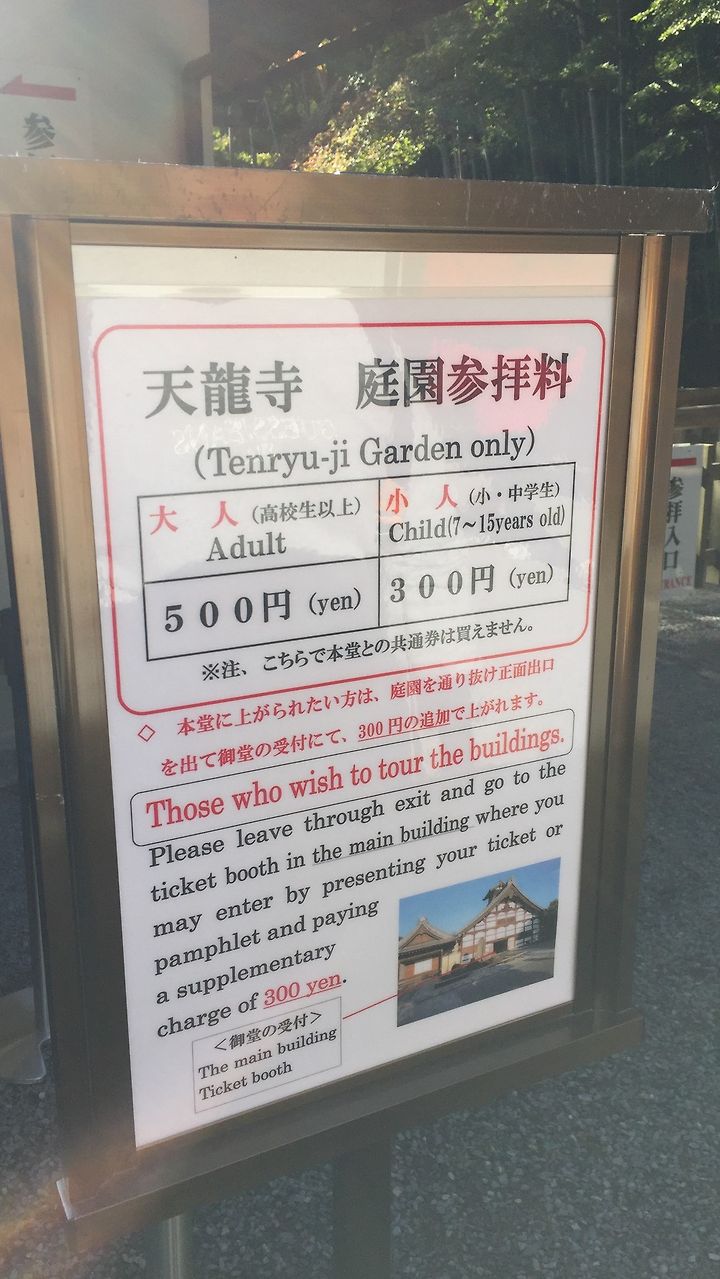 参
天龍寺　庭園参拝料
(Tenryu-ji Garden only)
大　人 (高校生以上)
Adult
小　人 (小・中学生)
Child(7～15years old)
５００円 (yen)
３００円 (yen)
※注、こちらで本堂との共通券は買えません。
◇　本堂に上がられたい方は、庭園を通り抜け正面出口
を出て御堂の受付にて、300円の追加で上がれます。
Those who wish to tour the buildings.
Please leave through exit and go to the
ticket booth in the main building where you
may enter by presenting your ticket or
pamphlet and paying
a supplementary
charge of 300 yen.
＜御堂の受付＞
The main building
Ticket booth
参拝入口
ENTRANCE